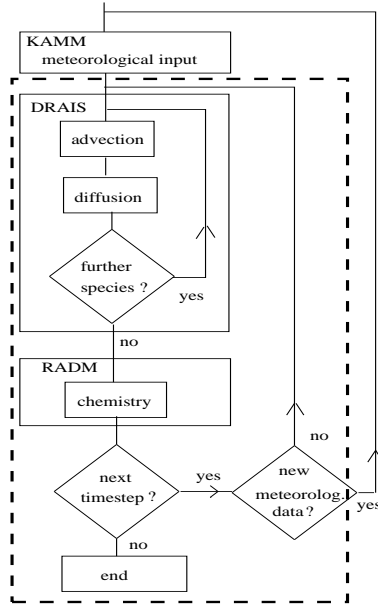 KAMM
meteorological input
DRAIS
advection
diffusion
further
species ?
yes
no
RADM
chemistry
no
next
timestep ?
yes
new
meteorolog.
data ?
yes
no
end